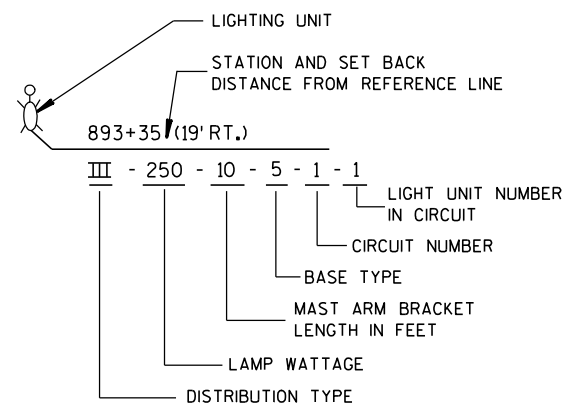 LIGHTING UNIT
STATION AND SET BACK
DISTANCE FROM REFERENCE LINE
893+35 (19' RT.)
III - 250 - 10 - 5 - 1 - 1
LIGHT UNIT NUMBER
IN CIRCUIT
CIRCUIT NUMBER
BASE TYPE
MAST ARM BRACKET
LENGTH IN FEET
LAMP WATTAGE
DISTRIBUTION TYPE